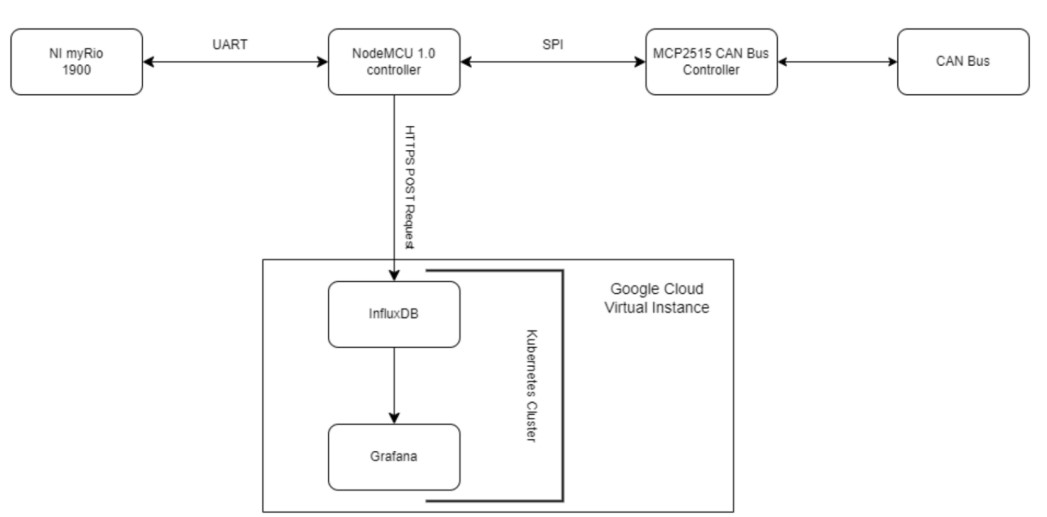 UART
SPI
NI myRio
1900
NodeMCU 1.0
controller
MCP2515 CAN Bus
Controller
CAN Bus
HTTPS POST Request
Google Cloud
Virtual Instance
InfluxDB
Kubernetes Cluster
Grafana